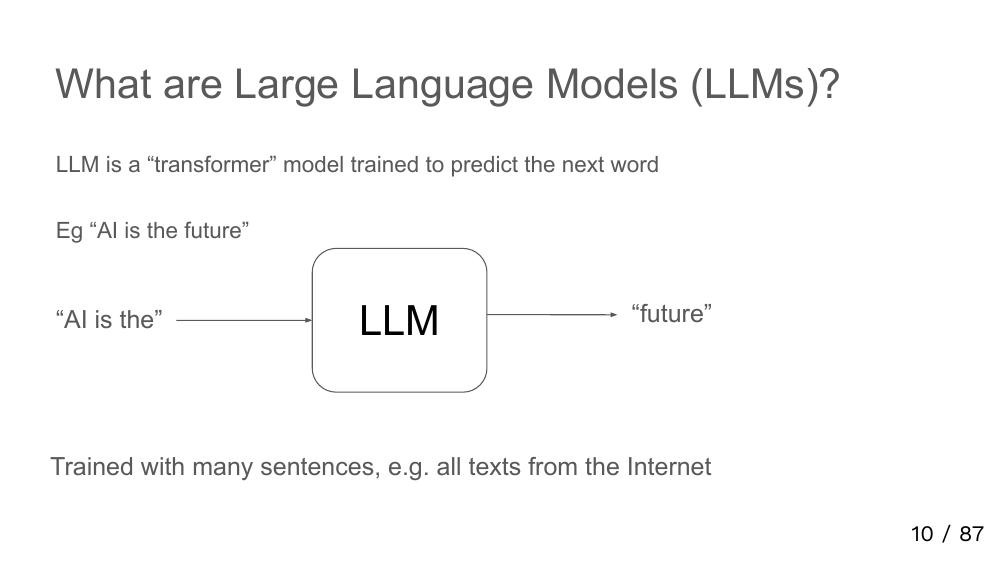 What are Large Language Models (LLMs)?
LLM is a “transformer” model trained to predict the next word
Eg “AI is the future”
“AI is the”
LLM
“future”
Trained with many sentences, e.g. all texts from the Internet
10 / 87